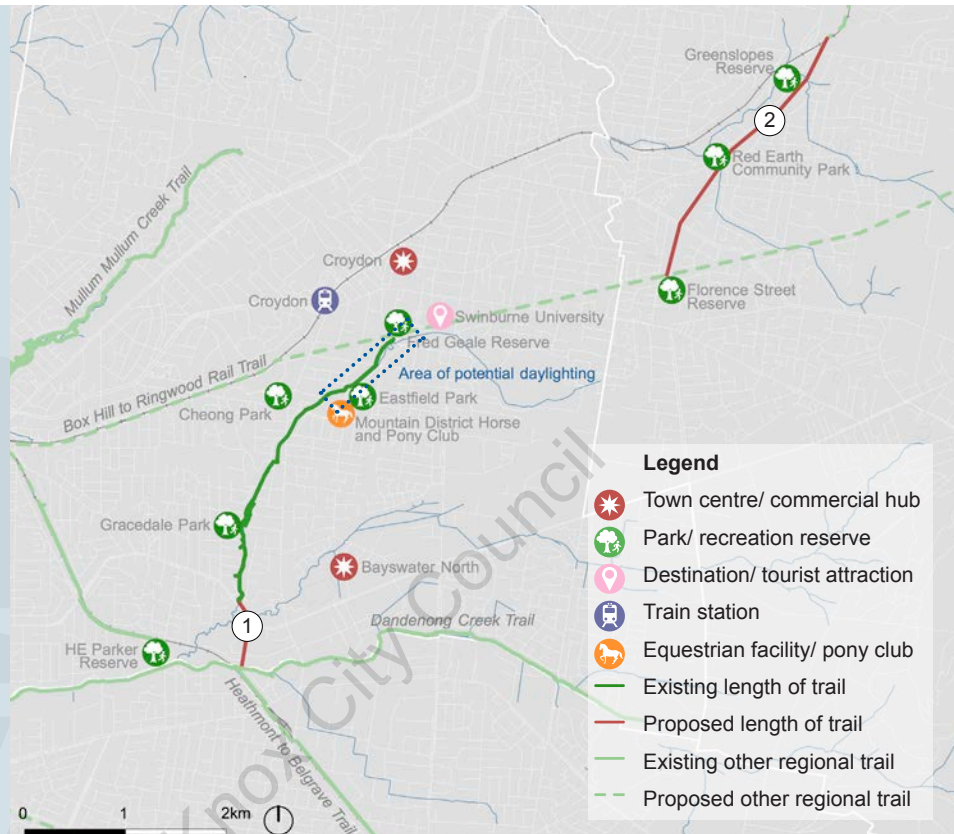 Greenslopes
Reserve
2
Red Earth
Community Park
Mullum Mullum Creek Trail
Croydon
Croydon
Florence Street
Reserve
Swinburne University
Fred Geale Reserve
Box Hill to Ringwood Rail Trail
Area of potential daylighting
Cheong Park
Eastfield Park
Mountain District Horse
and Pony Club
Gracedale Park
Bayswater North
1
Dandenong Creek Trail
HE Parker
Reserve
Heathmont to Belgrave Trail
Knox City Council
Legend
Town centre/ commercial hub
Park/ recreation reserve
Destination/ tourist attraction
Train station
Equestrian facility/ pony club
Existing length of trail
Proposed length of trail
Existing other regional trail
Proposed other regional trail
0 1 2km